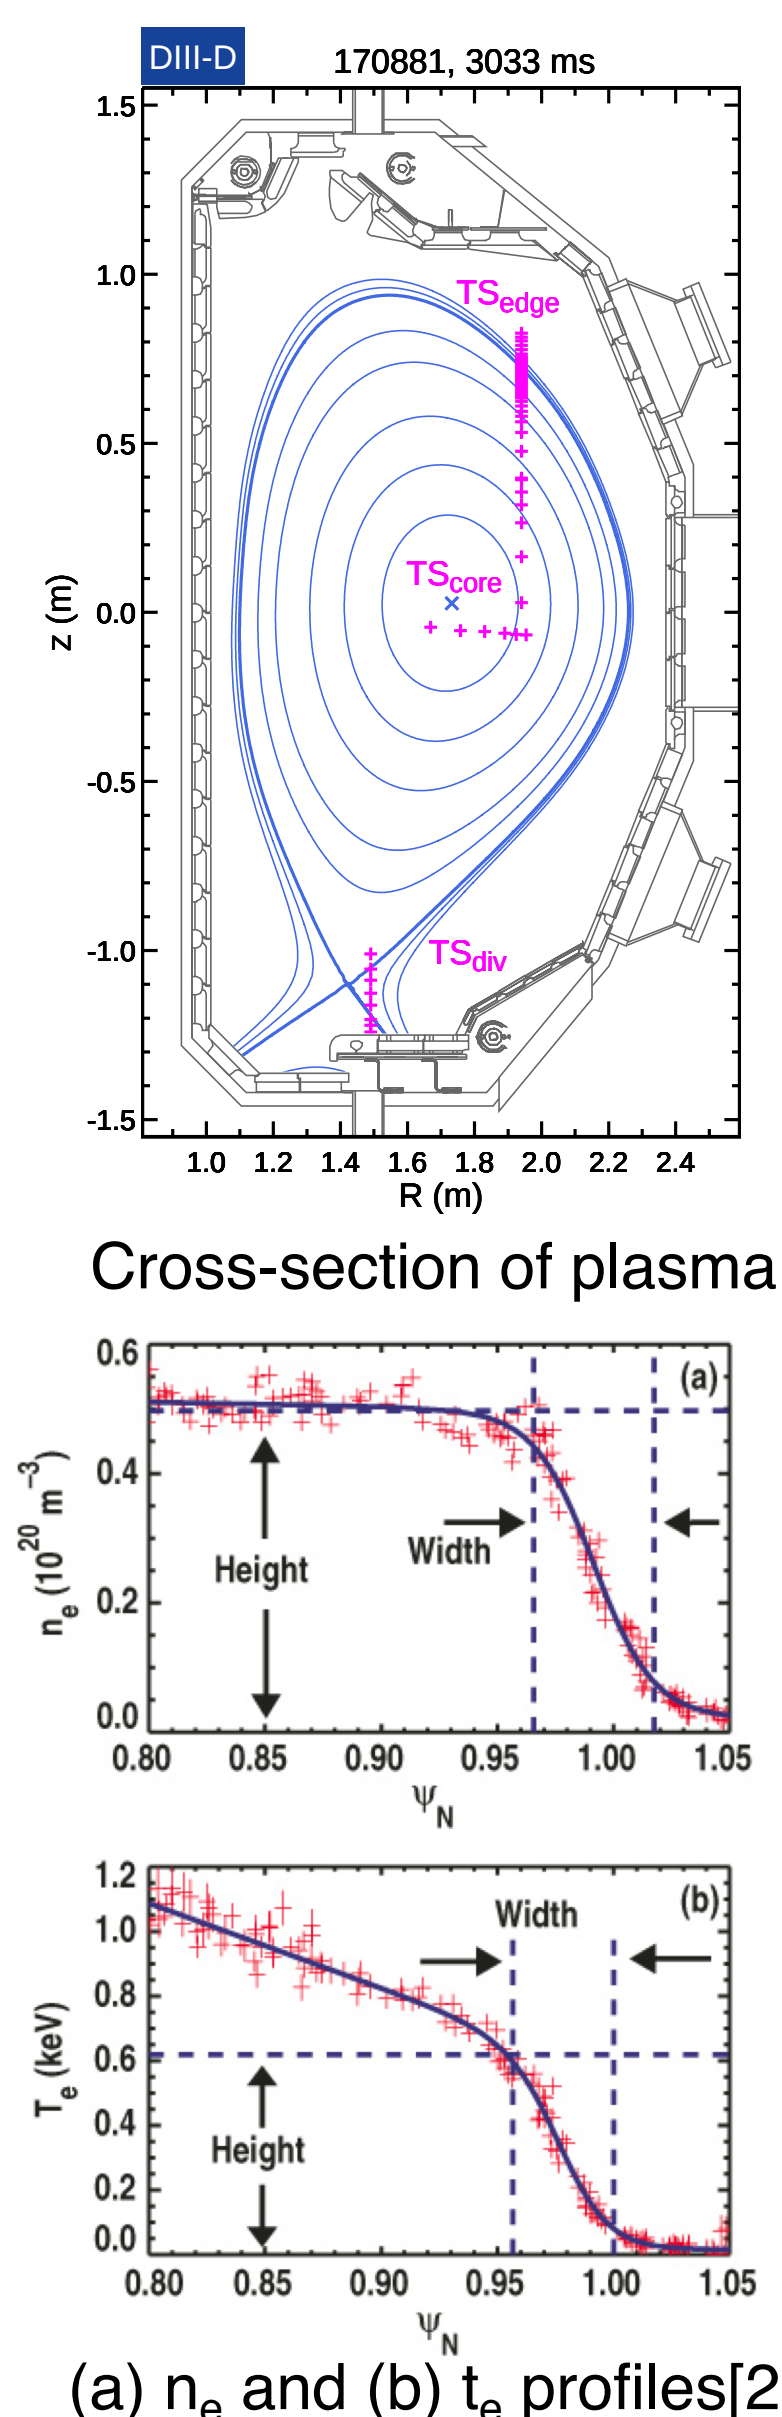 DIII-D
170881, 3033 ms
1.5
1.0
0.5
0.0
-0.5
-1.0
-1.5
z (m)
TSedge
TScore
TSdiv
1.0 1.2 1.4 1.6 1.8 2.0 2.2 2.4
R (m)
Cross-section of plasma
0.6
0.4
0.2
0.0
nₑ (10²⁰ m⁻³)
(a)
Width
Height
0.80 0.85 0.90 0.95 1.00 1.05
ψN
1.2
1.0
0.8
0.6
0.4
0.2
0.0
Tₑ (keV)
(b)
Width
Height
0.80 0.85 0.90 0.95 1.00 1.05
ψN
(a) nₑ and (b) tₑ profiles[2